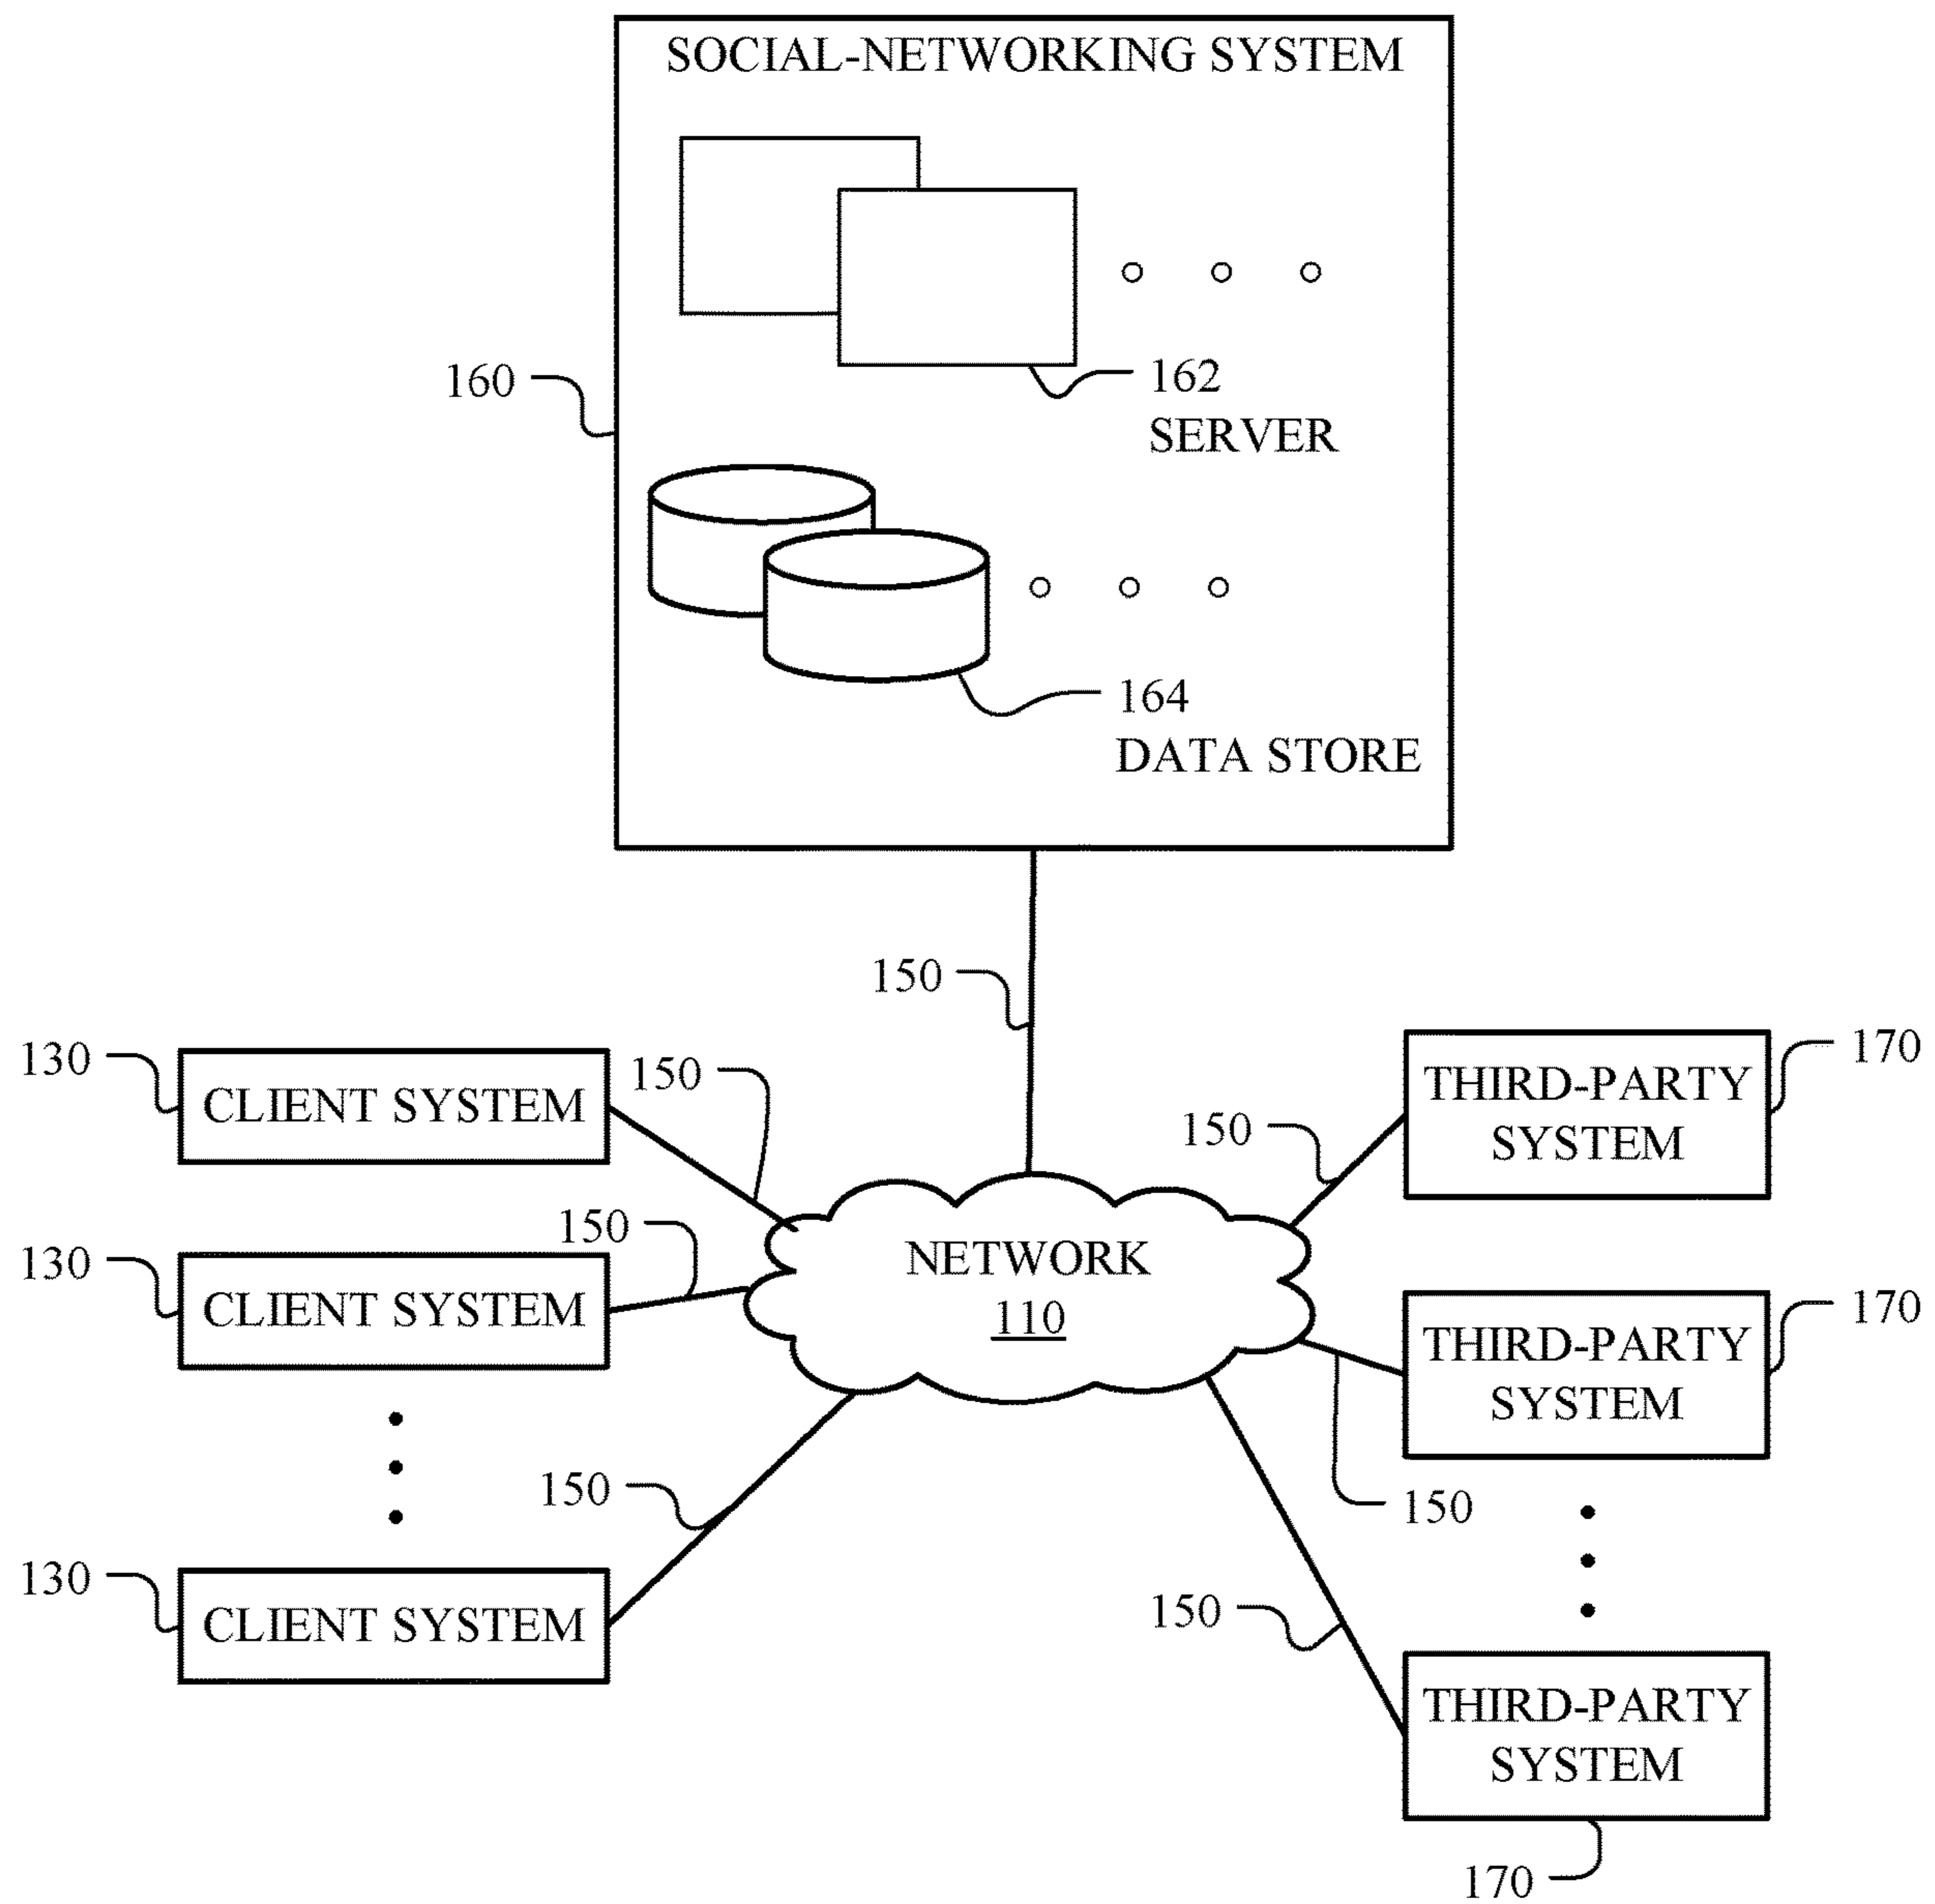 SOCIAL-NETWORKING SYSTEM
160
162
SERVER
164
DATA STORE
150
130
CLIENT SYSTEM
150
130
CLIENT SYSTEM
150
130
CLIENT SYSTEM
150
NETWORK
110
150
THIRD-PARTY
SYSTEM
170
150
THIRD-PARTY
SYSTEM
170
150
THIRD-PARTY
SYSTEM
170